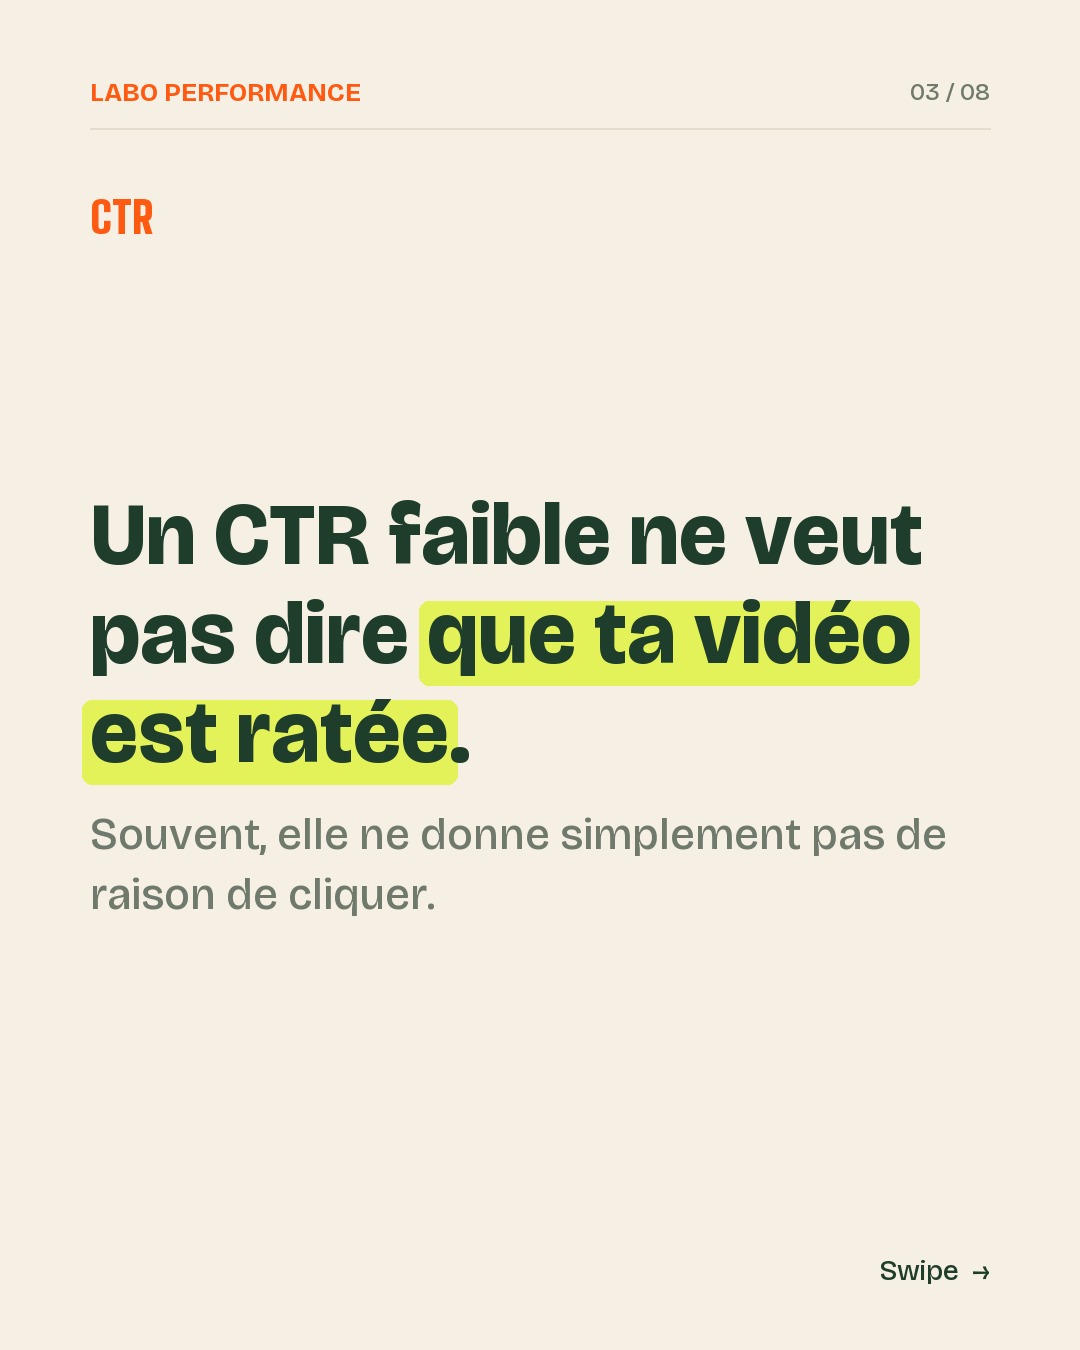 LABO PERFORMANCE
03 / 08
CTR
Un CTR faible ne veut
pas dire que ta vidéo
est ratée.
Souvent, elle ne donne simplement pas de
raison de cliquer.
Swipe →